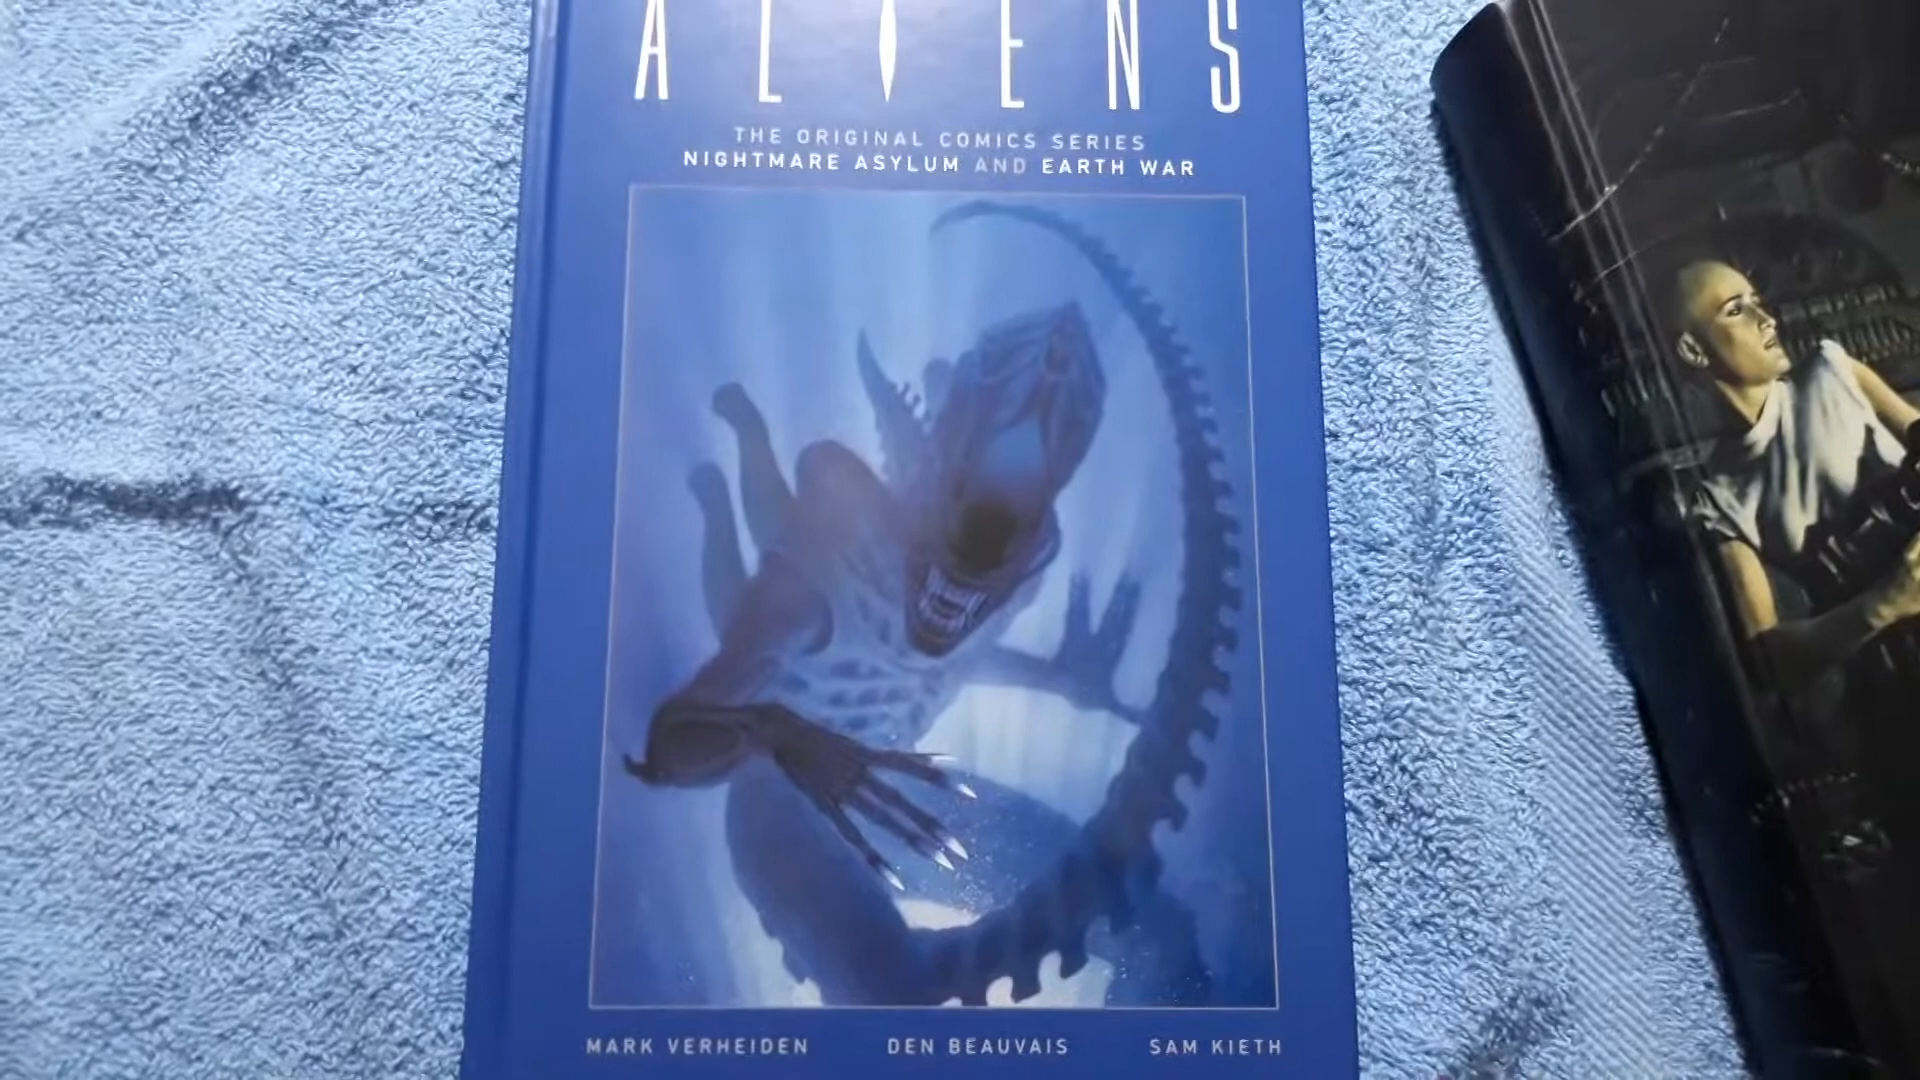 ALIENS
THE ORIGINAL COMICS SERIES
NIGHTMARE ASYLUM AND EARTH WAR
MARK VERHEIDEN DEN BEAUVAIS SAM KIETH